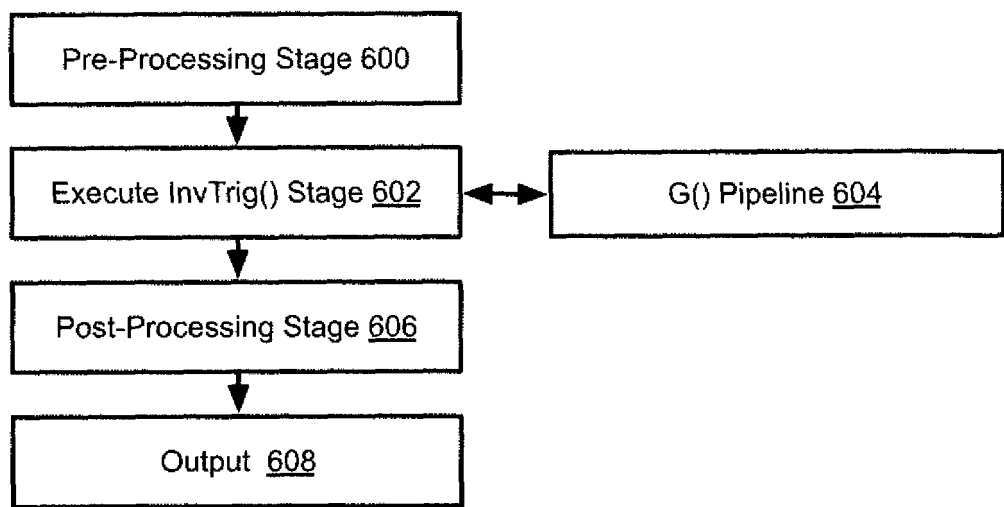 Pre-Processing Stage 600
Execute InvTrig() Stage 602
G() Pipeline 604
Post-Processing Stage 606
Output 608